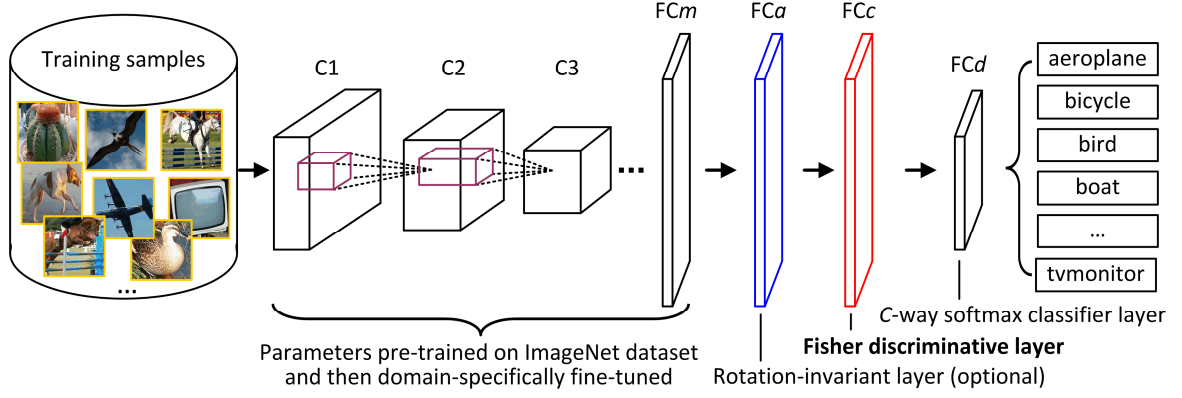 Training samples
...
C1
C2
C3
...
FCm
FCa
FCc
FCd
aeroplane
bicycle
bird
boat
...
tvmonitor
C-way softmax classifier layer
Fisher discriminative layer
Rotation-invariant layer (optional)
Parameters pre-trained on ImageNet dataset
and then domain-specifically fine-tuned